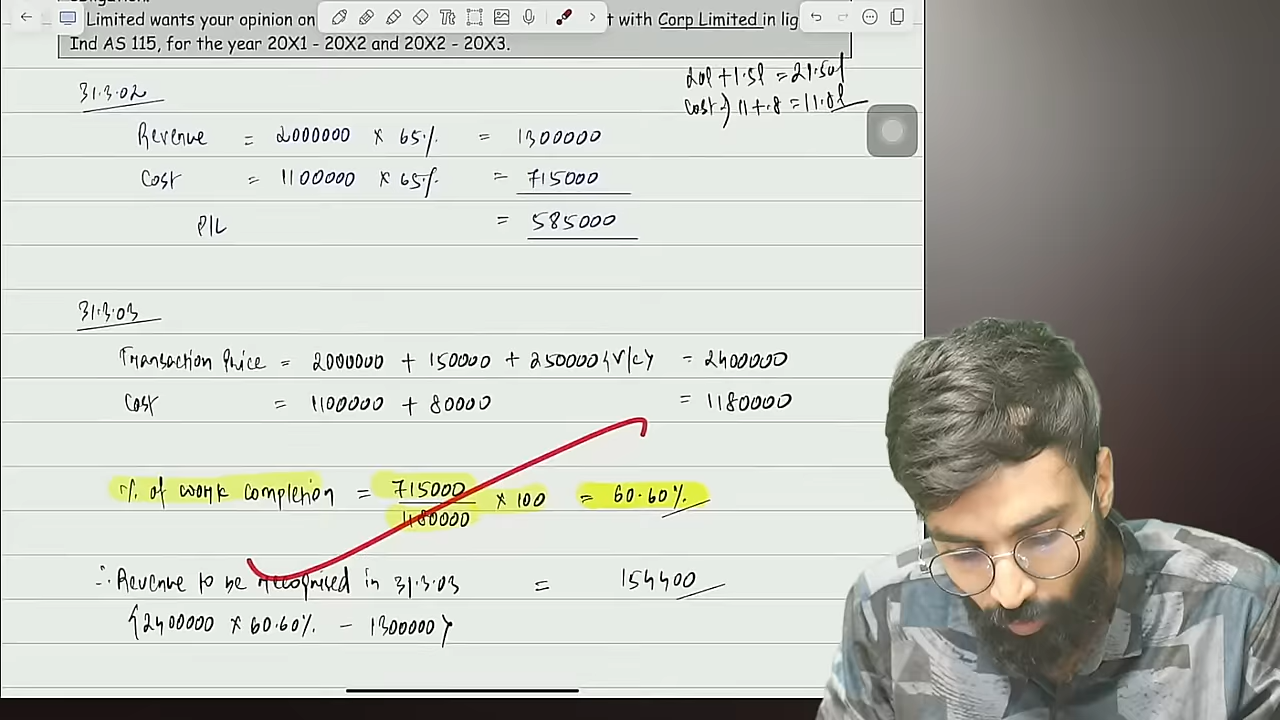 Limited wants your opinion on t with Corp Limited in lig
Ind AS 115, for the year 20X1 - 20X2 and 20X2 - 20X3.
20l + 1.5l = 21.50l
Cost → 11 + .8 = 11.8l
31.3.02
Revenue = 2000000 x 65% = 1300000
Cost = 1100000 x 65% = 715000
P/L = 585000
31.3.03
Transaction Price = 2000000 + 150000 + 250000 {V/C} = 2400000
Cost = 1100000 + 80000 = 1180000
% of work completion = 715000 / 1180000 x 100 = 60.60%
∴ Revenue to be recognised in 31.3.03 = 154400
{2400000 x 60.60% - 1300000}